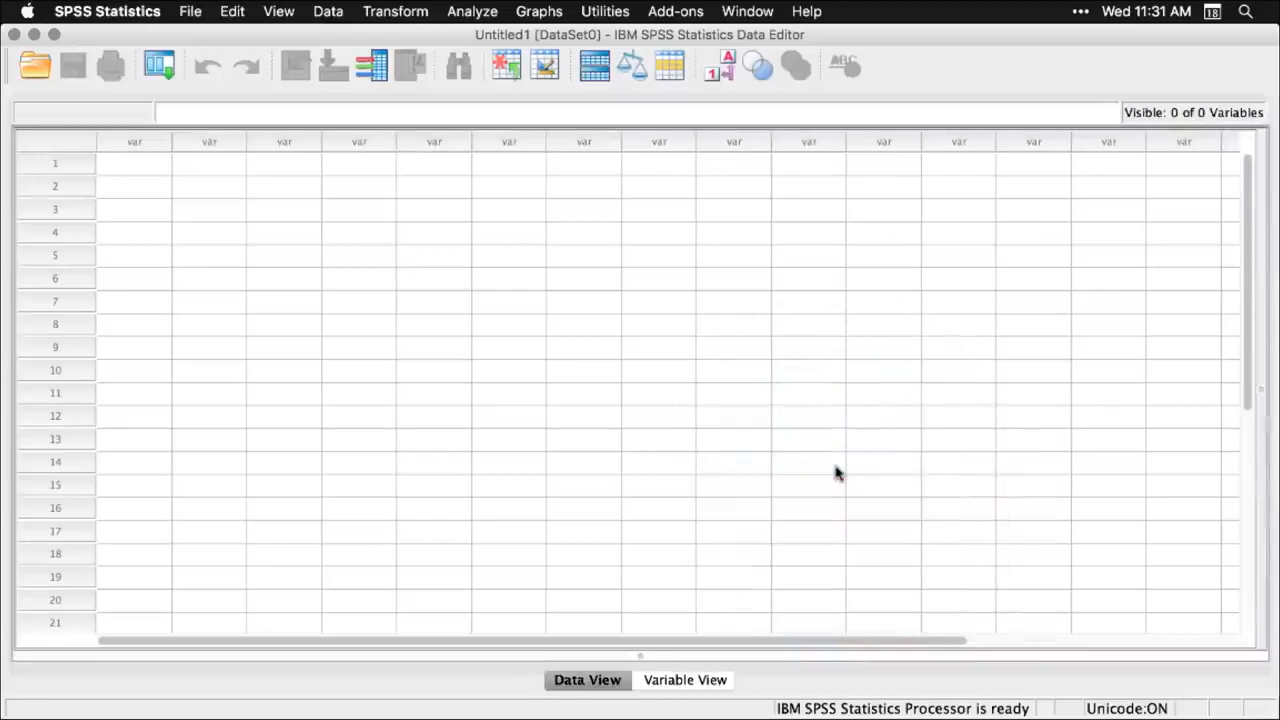 SPSS Statistics File Edit View Data Transform Analyze Graphs Utilities Add-ons Window Help ••• Wed 11:31 AM 18
Untitled1 [DataSet0] - IBM SPSS Statistics Data Editor
A
1
ABC
Visible: 0 of 0 Variables
var var var var var var var var var var var var var var var
1
2
3
4
5
6
7
8
9
10
11
12
13
14
15
16
17
18
19
20
21
Data View Variable View
IBM SPSS Statistics Processor is ready Unicode:ON